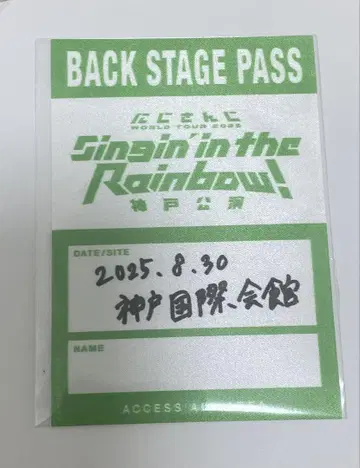 BACK STAGE PASS
にじさんじ
WORLD TOUR 2025
Singin' in the
Rainbow!
神戸公演
DATE/SITE
2025.8.30
神戸国際会館
NAME
ACCESS